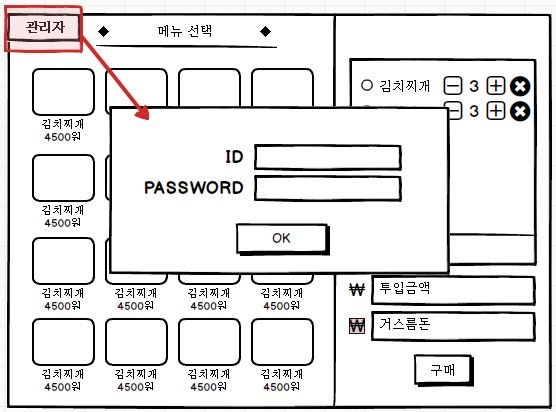 관리자
메뉴 선택
김치찌개 3
3
김치찌개
4500원
ID
PASSWORD
OK
김치찌개
4500원
김치찌개 김치찌개 김치찌개 김치찌개
4500원 4500원 4500원 4500원
₩ 투입금액
₩ 거스름돈
김치찌개 김치찌개 김치찌개 김치찌개
4500원 4500원 4500원 4500원
구매